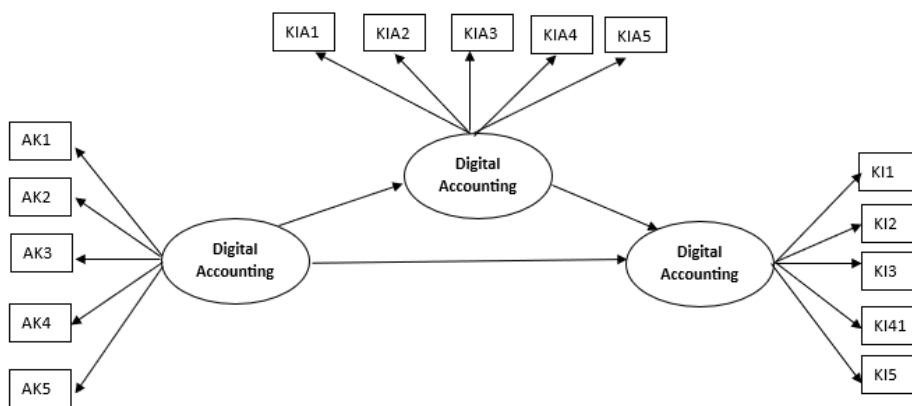 KIA1
KIA2
KIA3
KIA4
KIA5
AK1
AK2
AK3
AK4
AK5
Digital
Accounting
Digital
Accounting
Digital
Accounting
KI1
KI2
KI3
KI41
KI5